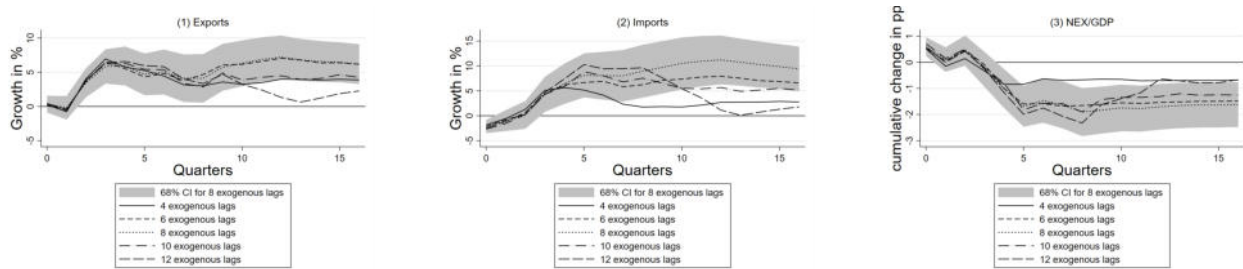 (1) Exports
Growth in %
10
5
0
-5
0
5
10
15
Quarters
68% CI for 8 exogenous lags
4 exogenous lags
6 exogenous lags
8 exogenous lags
10 exogenous lags
12 exogenous lags
(2) Imports
Growth in %
15
10
5
0
-5
0
5
10
15
Quarters
68% CI for 8 exogenous lags
4 exogenous lags
6 exogenous lags
8 exogenous lags
10 exogenous lags
12 exogenous lags
(3) NEX/GDP
cumulative change in pp
1
0
-1
-2
-3
0
5
10
15
Quarters
68% CI for 8 exogenous lags
4 exogenous lags
6 exogenous lags
8 exogenous lags
10 exogenous lags
12 exogenous lags